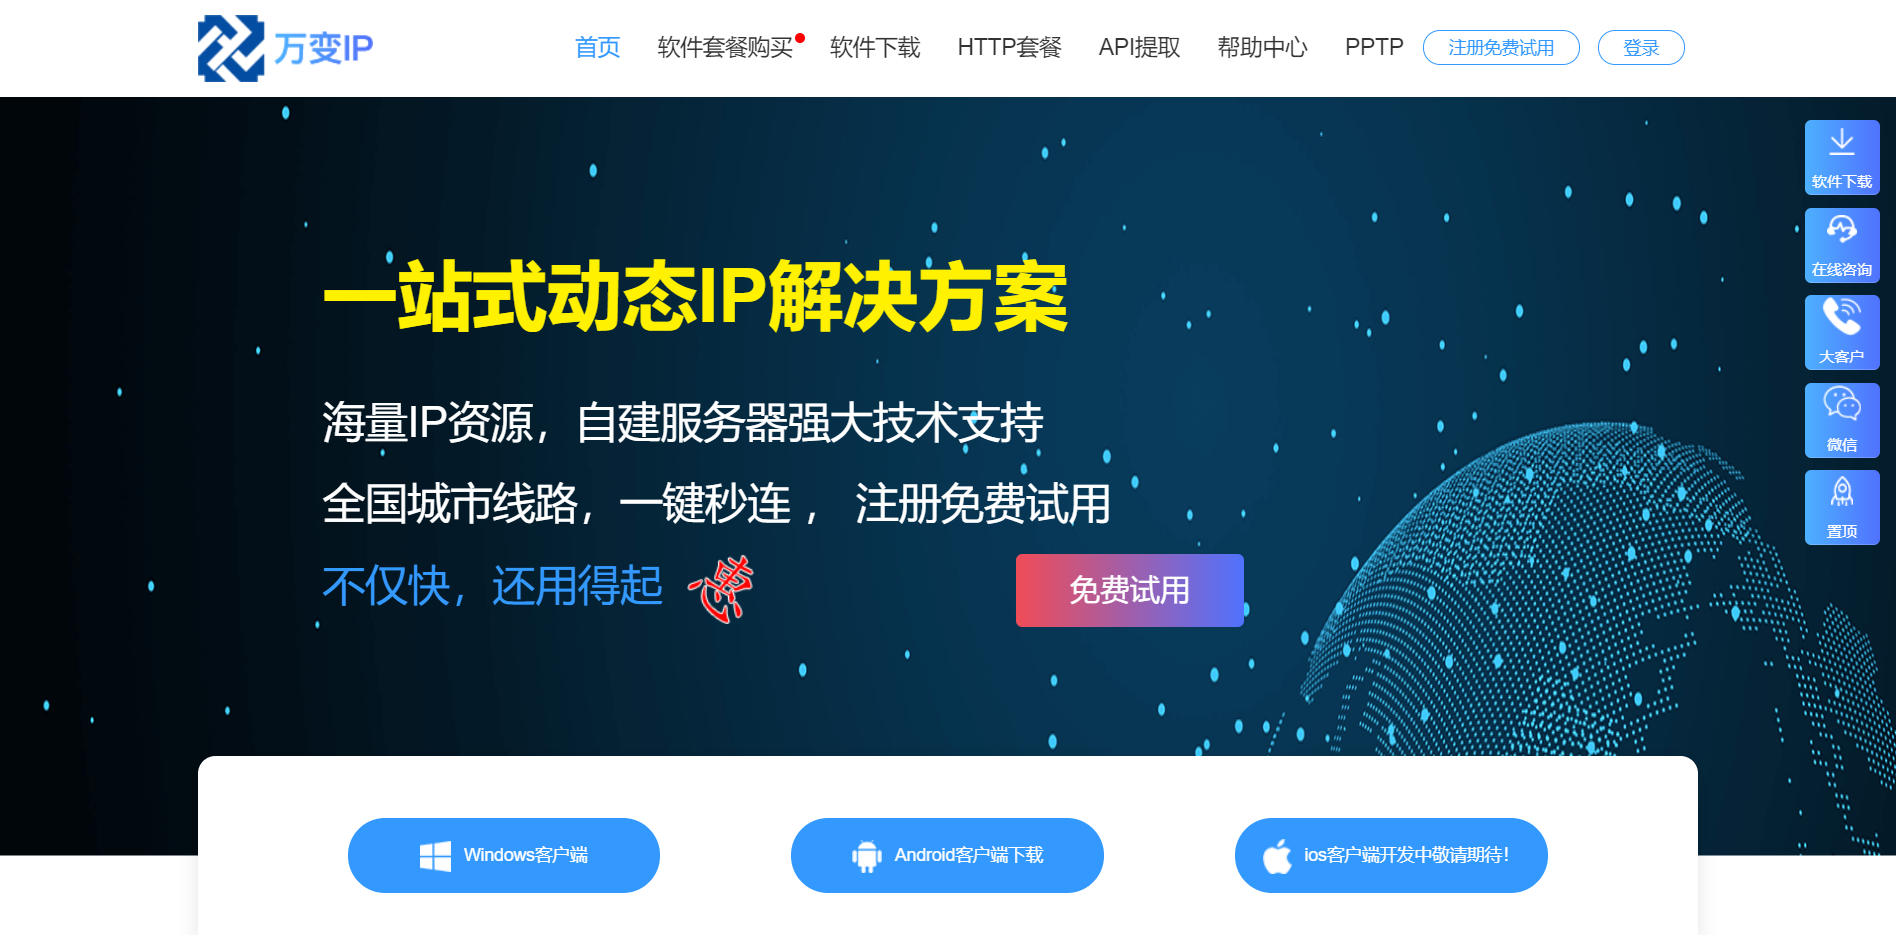 万变IP
首页 软件套餐购买 软件下载 HTTP套餐 API提取 帮助中心 PPTP 注册免费试用 登录
软件下载
在线咨询
大客户
微信
置顶
一站式动态IP解决方案
海量IP资源，自建服务器强大技术支持
全国城市线路，一键秒连 ， 注册免费试用
不仅快，还用得起
免费试用
Windows客户端
Android客户端下载
ios客户端开发中敬请期待！